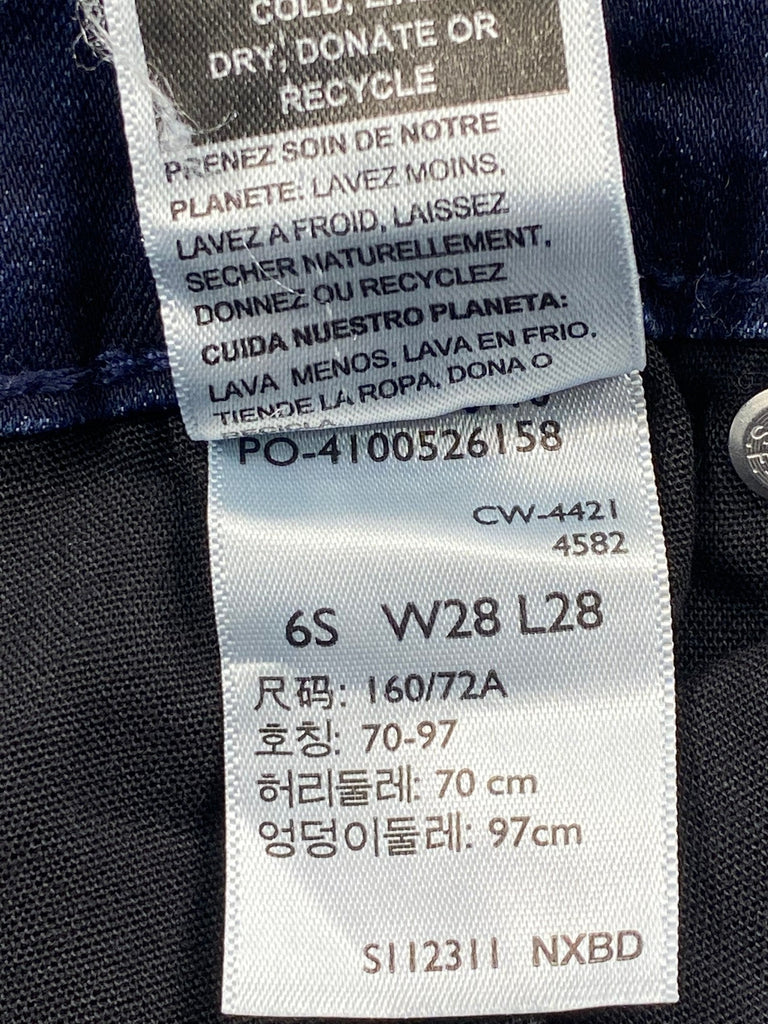 COLD,
DRY, DONATE OR
RECYCLE
PRENEZ SOIN DE NOTRE
PLANETE: LAVEZ MOINS,
LAVEZ A FROID, LAISSEZ
SECHER NATURELLEMENT,
DONNEZ OU RECYCLEZ
CUIDA NUESTRO PLANETA:
LAVA MENOS, LAVA EN FRIO,
TIENDE LA ROPA, DONA O
PO-4100526158
CW-4421
4582
6S W28 L28
尺码: 160/72A
호칭: 70-97
허리둘레: 70 cm
엉덩이둘레: 97cm
S112311 NXBD